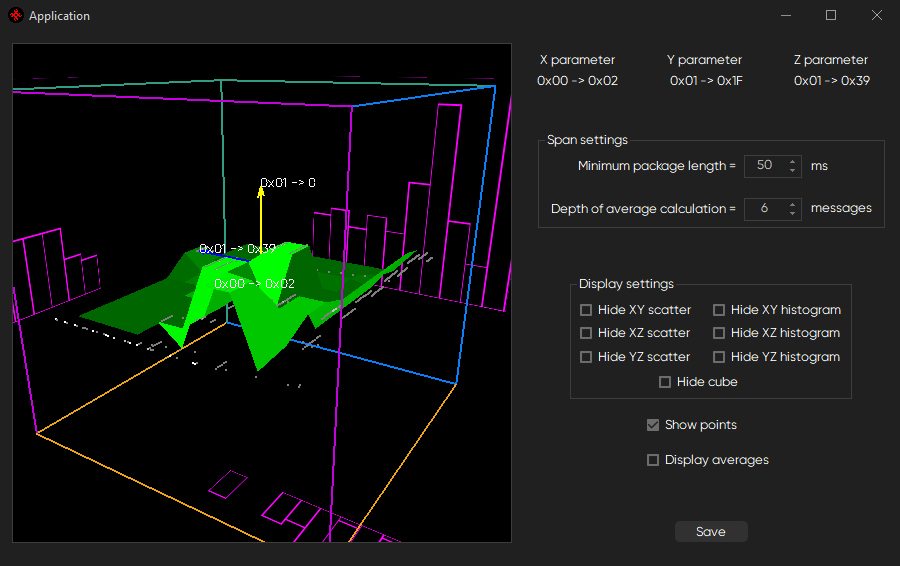 Application
X parameter Y parameter Z parameter
0x00 -> 0x02 0x01 -> 0x1F 0x01 -> 0x39
Span settings
Minimum package length = 50 ms
Depth of average calculation = 6 messages
0x01 -> 0
0x01 -> 0x39
0x00 -> 0x02
Display settings
Hide XY scatter Hide XY histogram
Hide XZ scatter Hide XZ histogram
Hide YZ scatter Hide YZ histogram
Hide cube
Show points
Display averages
Save